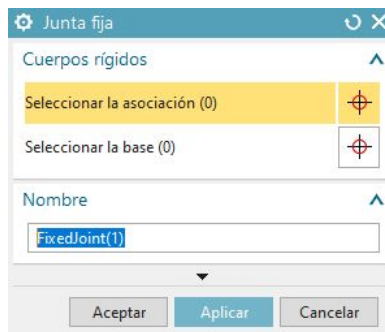 Junta fija
Cuerpos rígidos
Seleccionar la asociación (0)
Seleccionar la base (0)
Nombre
FixedJoint(1)
Aceptar Aplicar Cancelar